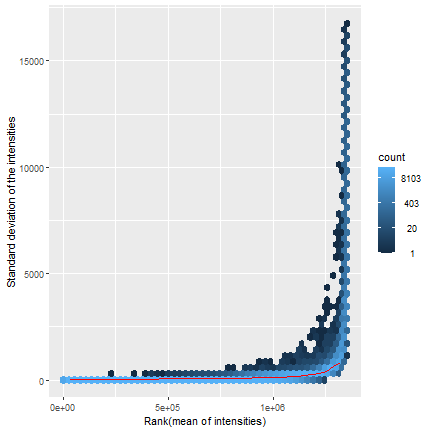 15000
10000
5000
0
Standard deviation of the intensities
0e+00
5e+05
1e+06
Rank(mean of intensities)
count
8103
403
20
1